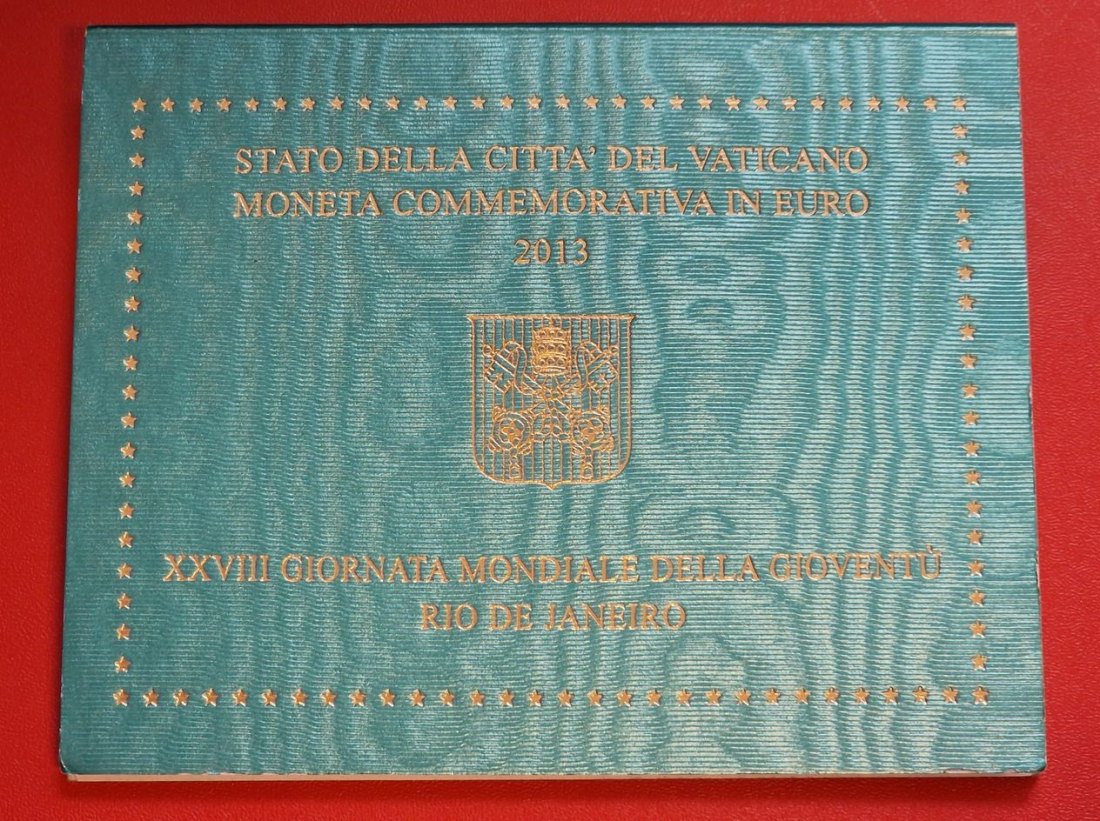 STATO DELLA CITTA' DEL VATICANO
MONETA COMMEMORATIVA IN EURO
2013
XXVIII GIORNATA MONDIALE DELLA GIOVENTÙ
RIO DE JANEIRO